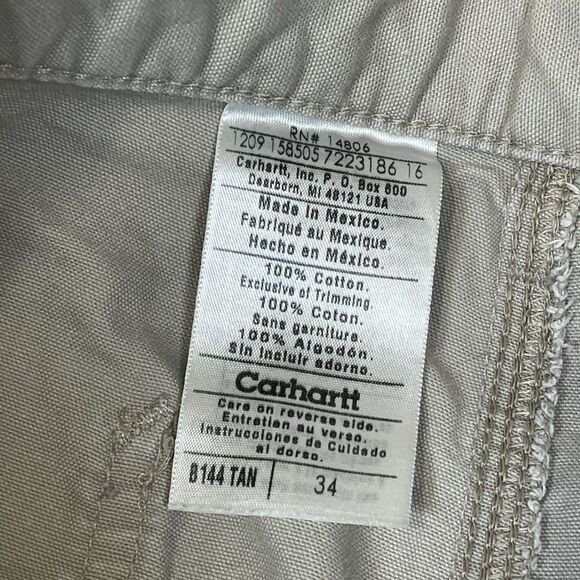 RN# 14806
1209 158505 7223186 16
Carhartt, Inc. P. O. Box 600
Dearborn, MI 48121 USA
Made in Mexico.
Fabriqué au Mexique
Hecho en México.
100% Cotton.
Exclusive of Trimming.
100% Coton.
Sans garniture.
100% Algodón.
Sin incluir adorno.
Carhartt
Care on reverse side.
Entretien au verso.
Instrucciones de Cuidado
al dorso.
B144 TAN 34